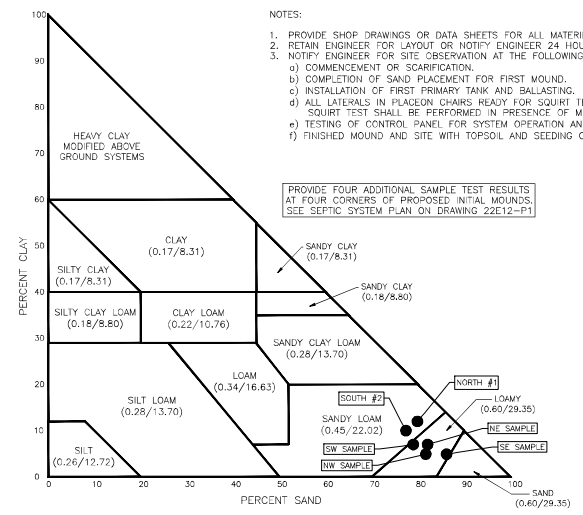 NOTES:
1. PROVIDE SHOP DRAWINGS OR DATA SHEETS FOR ALL
2. RETAIN ENGINEER FOR LAYOUT OR NOTIFY ENGINEER 24
3. NOTIFY ENGINEER FOR SITE OBSERVATION AT THE FOLLOWING
a) COMMENCEMENT OR SCARIFICATION.
b) COMPLETION OF SAND PLACEMENT FOR FIRST MOUND.
c) INSTALLATION OF FIRST PRIMARY TANK AND BALLASTING.
d) ALL LATERALS IN PLACEON CHAIRS READY FOR SQUIRT
SQUIRT TEST SHALL BE PERFORMED IN PRESENCE OF
e) TESTING OF CONTROL PANEL FOR SYSTEM OPERATION
f) FINISHED MOUND AND SITE WITH TOPSOIL AND SEEDING
PROVIDE FOUR ADDITIONAL SAMPLE TEST RESULTS
AT FOUR CORNERS OF PROPOSED INITIAL MOUNDS.
SEE SEPTIC SYSTEM PLAN ON DRAWING 22E12-P1
PERCENT CLAY
100
90
80
70
60
50
40
30
20
10
0
HEAVY CLAY
MODIFIED ABOVE
GROUND SYSTEMS
CLAY
(0.17/8.31)
SANDY CLAY
(0.17/8.31)
SILTY CLAY
(0.17/8.31)
SANDY CLAY
(0.18/8.80)
SILTY CLAY LOAM
(0.18/8.80)
CLAY LOAM
(0.22/10.76)
SANDY CLAY LOAM
(0.28/13.70)
LOAM
(0.34/16.63)
SILT LOAM
(0.28/13.70)
NORTH #1
SOUTH #2
LOAMY
(0.60/29.35)
SANDY LOAM
(0.45/22.02)
NE SAMPLE
SW SAMPLE
SE SAMPLE
NW SAMPLE
SILT
(0.26/12.72)
SAND
(0.60/29.35)
0 10 20 30 40 50 60 70 80 90 100
PERCENT SAND